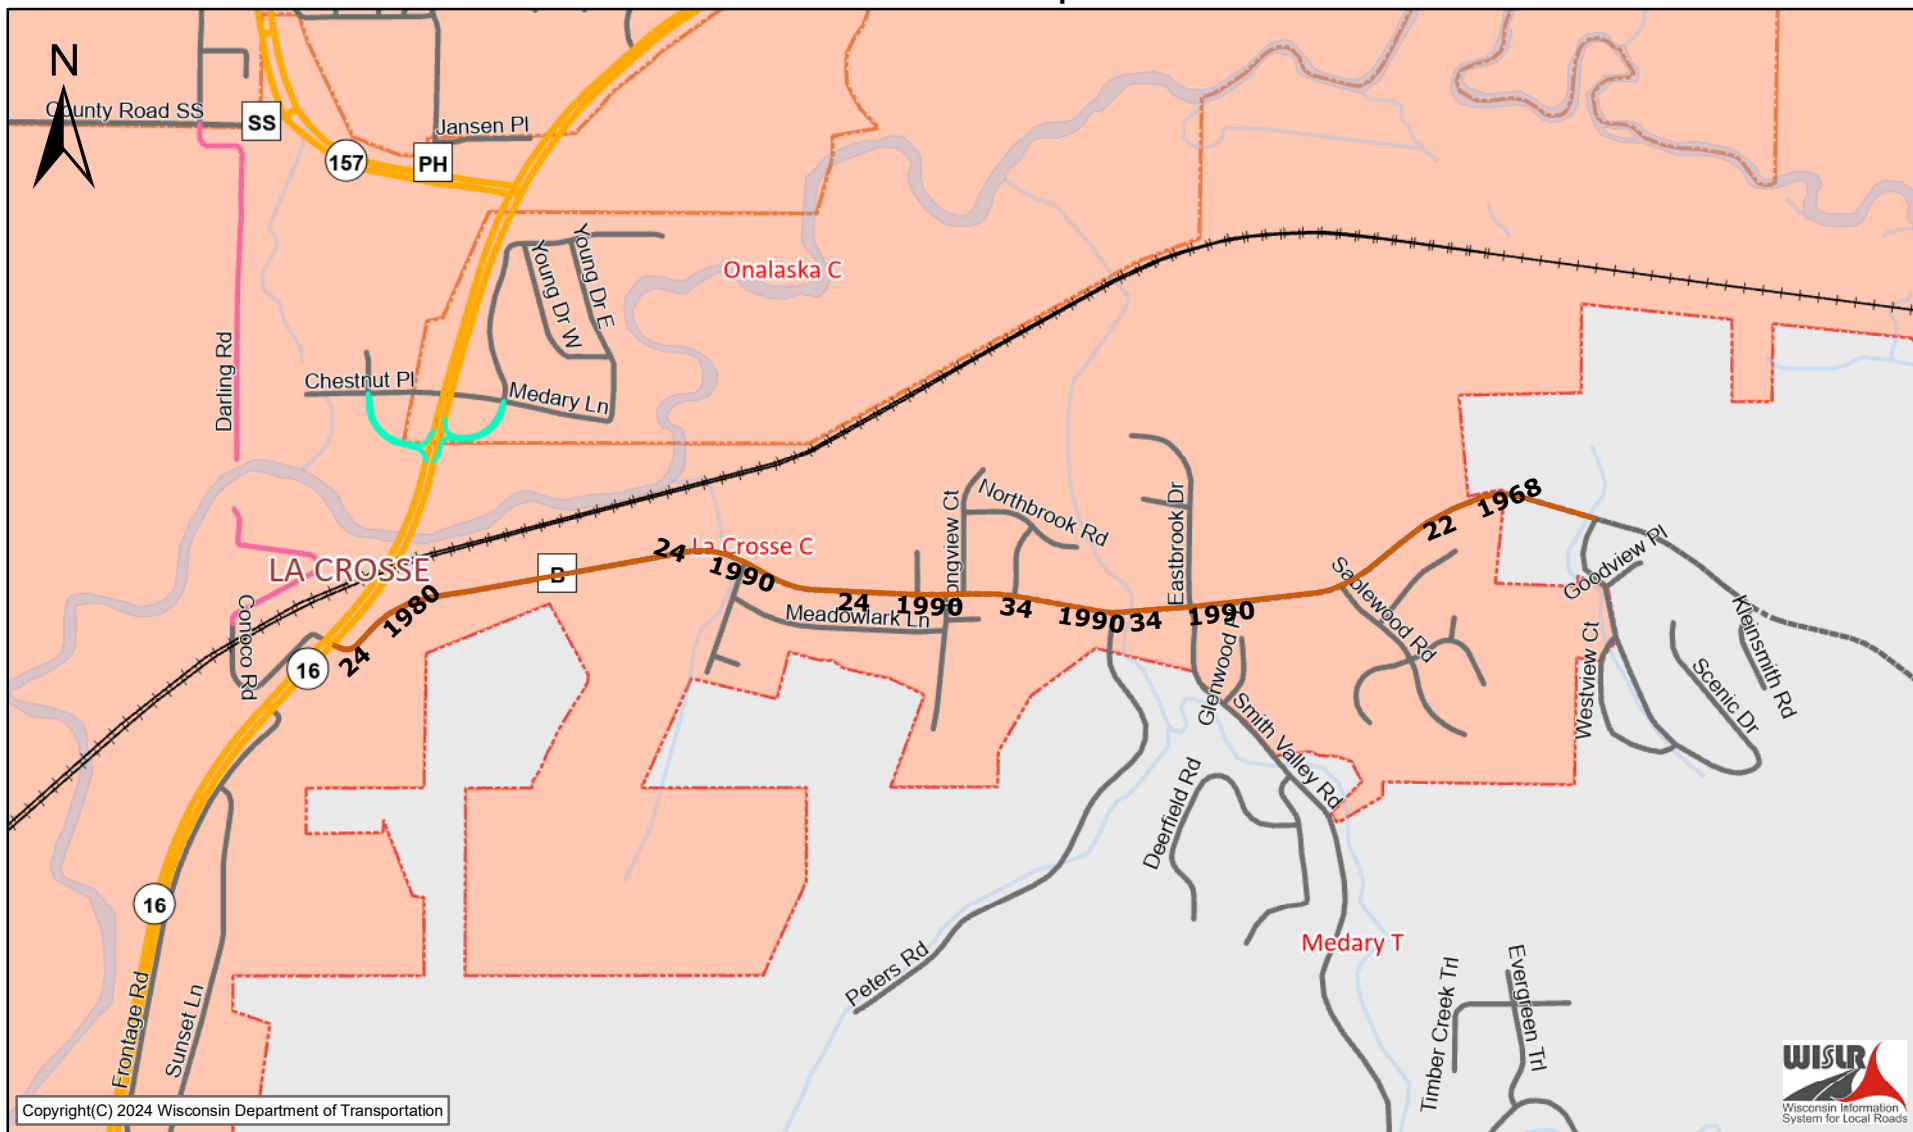 N
County Road SS
SS
157
PH
Jansen Pl
Young Dr W
Young Dr E
Onalaska C
Darling Rd
Chestnut Pl
Medary Ln
Northbrook Rd
Eastbrook Dr
22
1968
La Crosse C
LA CROSSE
B
24
1980
24
1990
24
1990
34
1990
34
1990
Meadowlark Ln
Sablewood Rd
Goodview Pl
Kleinsmith Rd
Scenic Dr
Westview Ct
Conoco Rd
16
Smith Valley Rd
Deerfield Rd
16
Medary T
Peters Rd
Frontage Rd
Sunset Ln
Timber Creek Trl
Evergreen Trl
Copyright(C) 2024 Wisconsin Department of Transportation
WISLR
Wisconsin Information
System for Local Roads